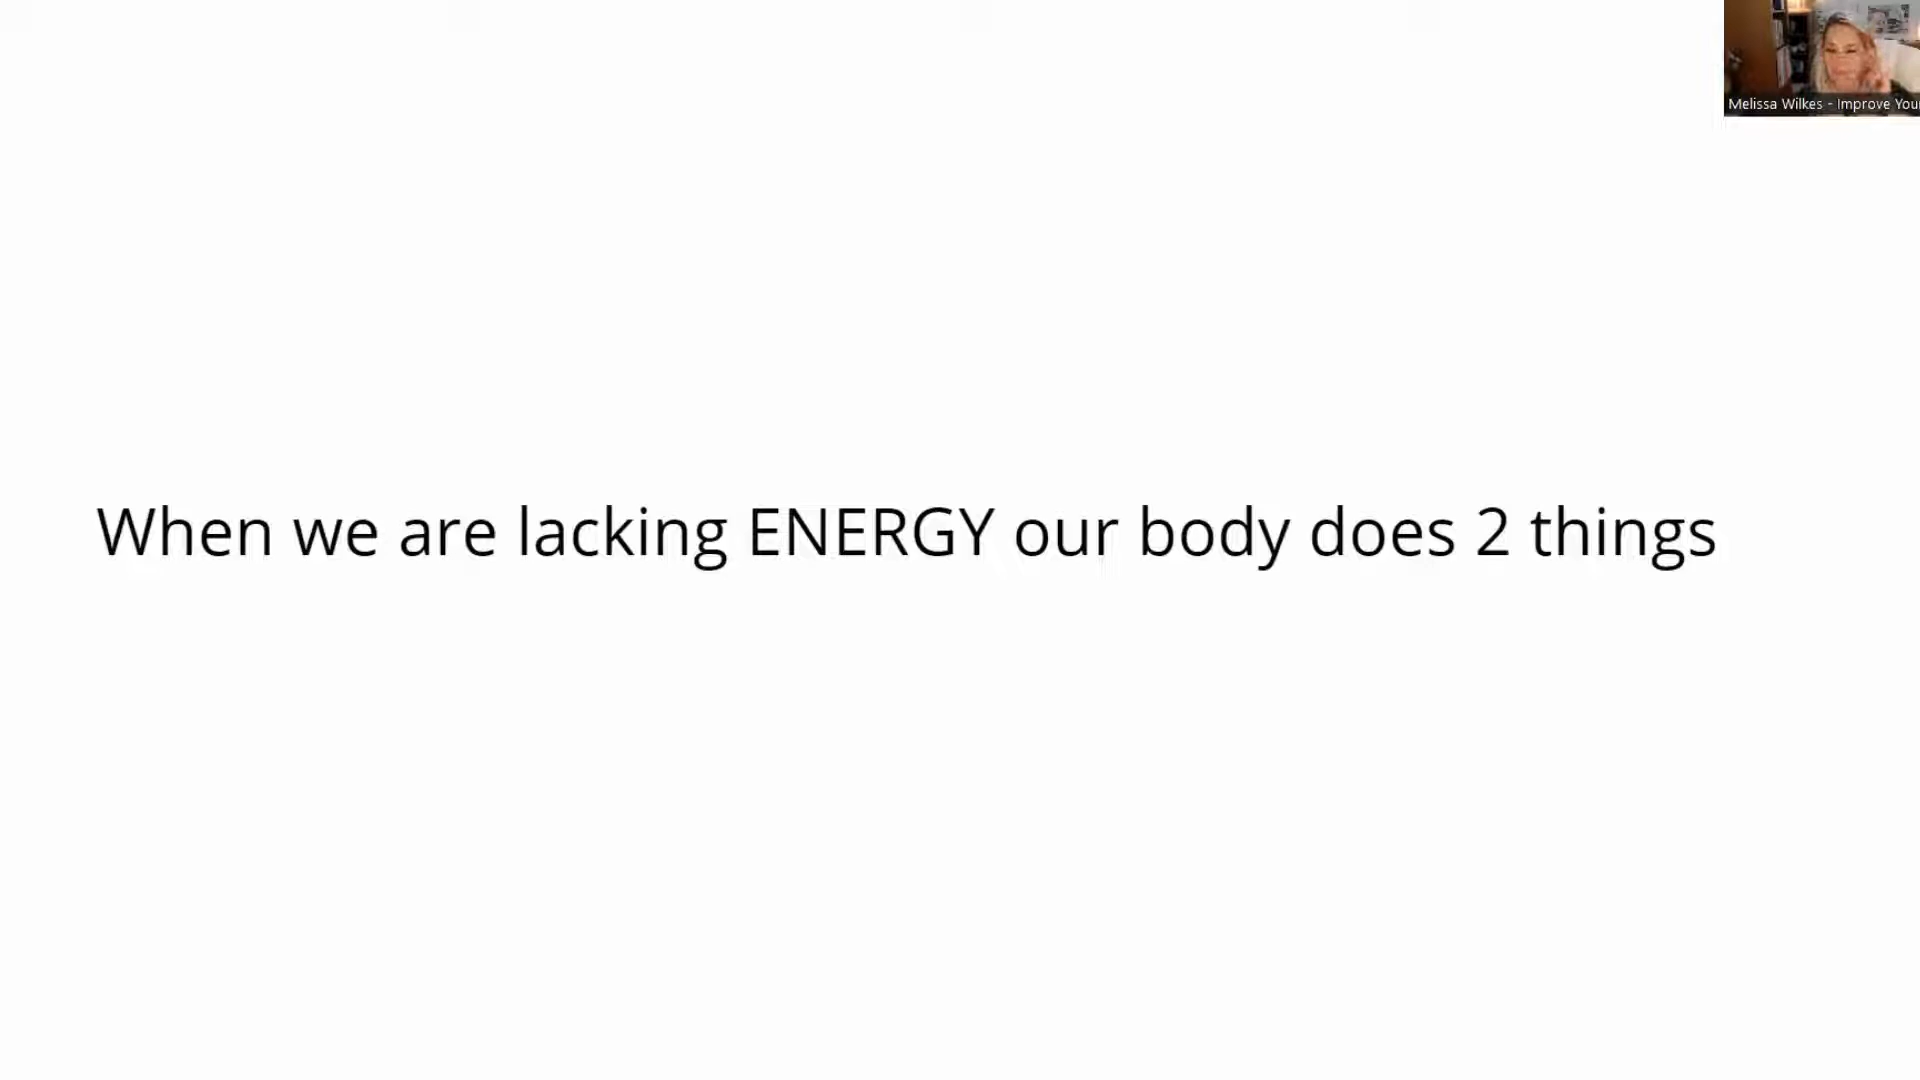 Melissa Wilkes - Improve You
When we are lacking ENERGY our body does 2 things